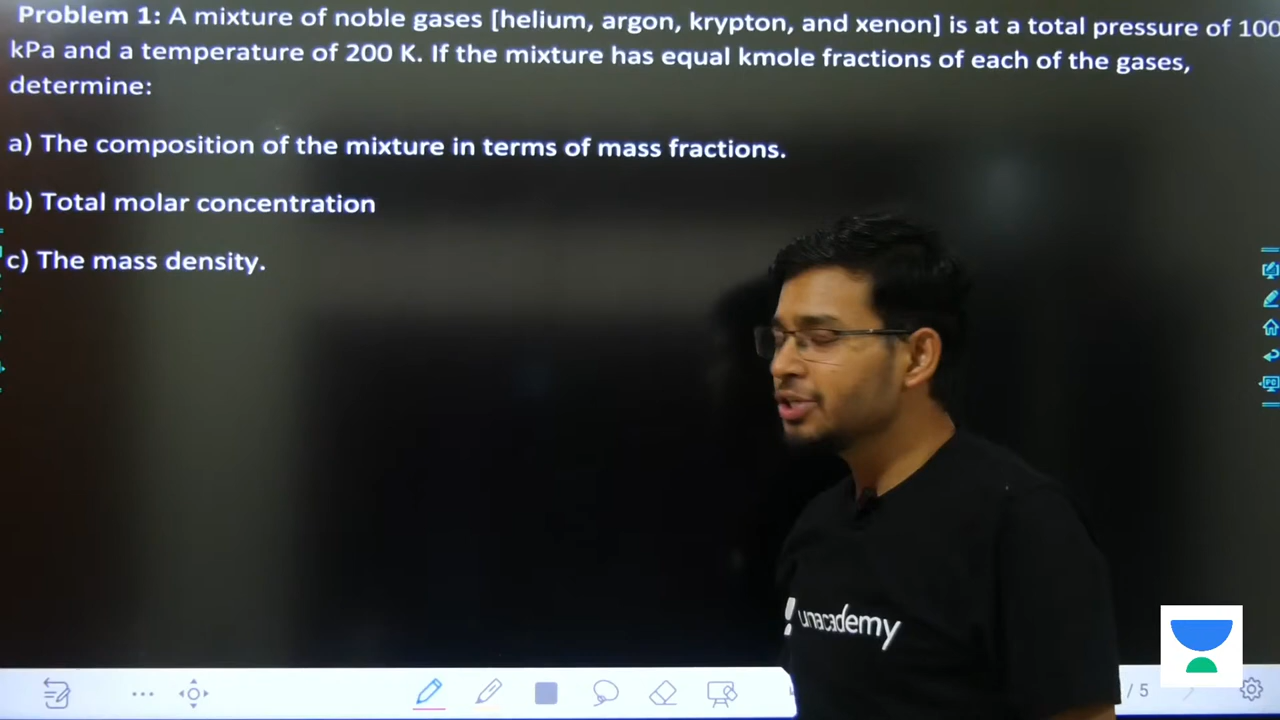 Problem 1: A mixture of noble gases [helium, argon, krypton, and xenon] is at a total pressure of 100
kPa and a temperature of 200 K. If the mixture has equal kmole fractions of each of the gases,
determine:
a) The composition of the mixture in terms of mass fractions.
b) Total molar concentration
c) The mass density.
unacademy
/ 5